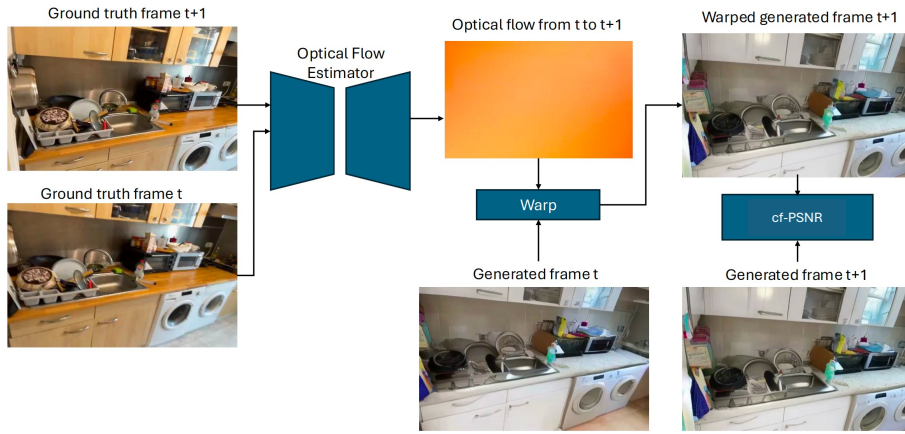 Ground truth frame t+1
Optical flow from t to t+1
Warped generated frame t+1
Optical Flow
Estimator
Ground truth frame t
Warp
cf-PSNR
Generated frame t
Generated frame t+1